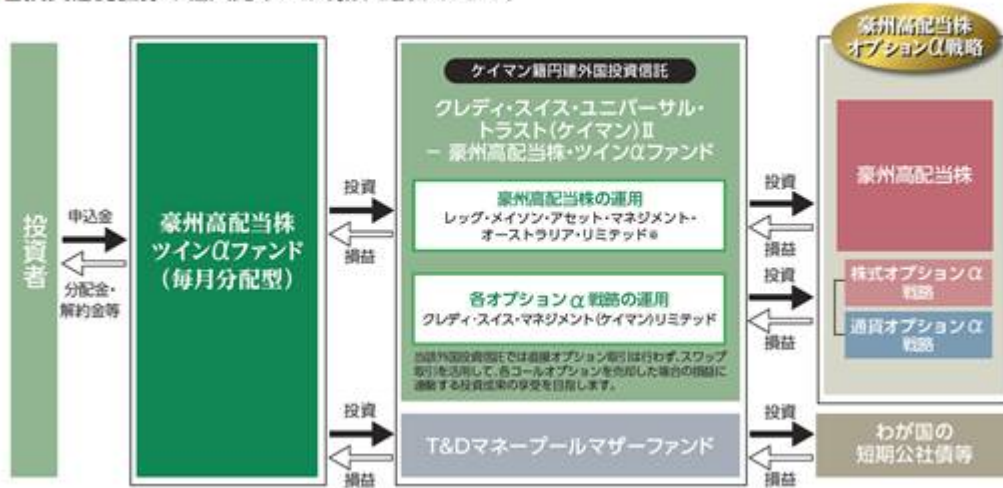 豪州高配当株
オプションα戦略
ケイマン籍円建外国投資信託
クレディ・スイス・ユニバーサル・
トラスト(ケイマン)Ⅱ
− 豪州高配当株・ツインαファンド
投資者
申込金
分配金・
解約金等
豪州高配当株
ツインαファンド
(毎月分配型)
投資
損益
豪州高配当株の運用
レッグ・メイソン・アセット・マネジメント・
オーストラリア・リミテッド※
投資
損益
豪州高配当株
各オプションα戦略の運用
クレディ・スイス・マネジメント(ケイマン)リミテッド
投資
損益
株式オプションα
戦略
通貨オプションα
戦略
当該外国投資信託では直接オプション取引は行わず、スワップ
取引を活用して、各コールオプションを売却した場合の損益に
連動する投資成果の享受を目指します。
投資
損益
T&Dマネープールマザーファンド
投資
損益
わが国の
短期公社債等